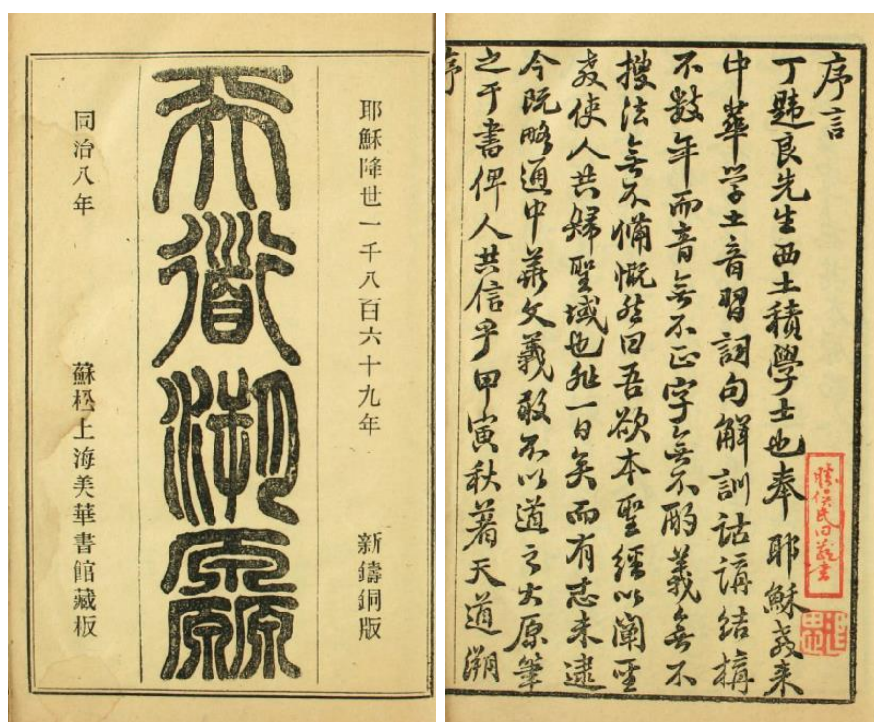 耶穌降世一千八百六十九年 新鑄銅版
天道溯厵
同治八年 蘇松上海美華書館藏板
序言
丁韙良先生西土積學士也奉 耶穌教來
中華學土音習詞句解訓詁講結構
不數年而音無不正字無不酌義無不
搜法無不備慨然曰吾欲本聖經以闡聖
教使人共歸聖域也非一日矣而有志未逮
今既略通中華文義敢不以道之大原筆
之于書俾人共信乎甲寅秋著天道溯
序